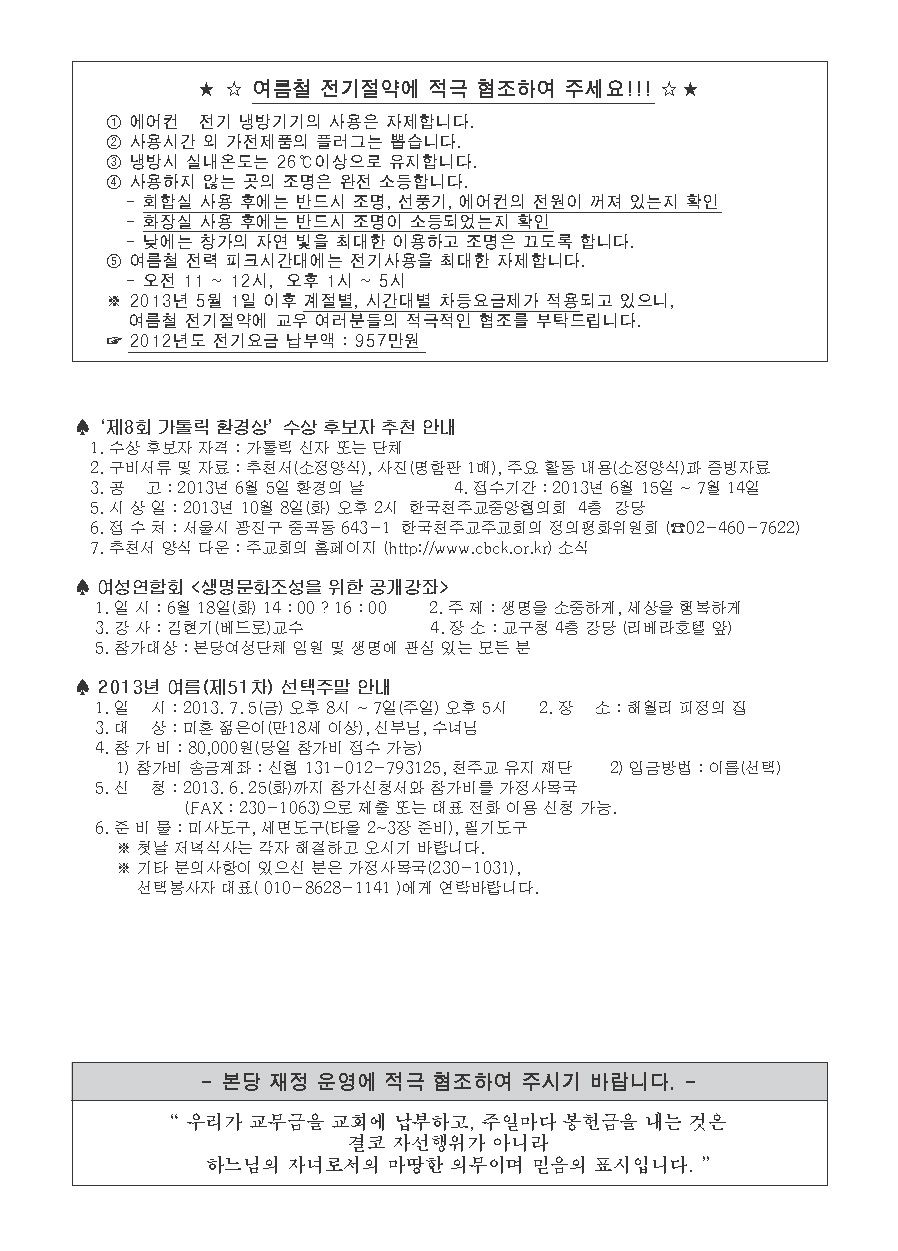 ★ ☆ 여름철 전기절약에 적극 협조하여 주세요!!! ☆ ★
① 에어컨 전기 냉방기기의 사용은 자제합니다.
② 사용시간 외 가전제품의 플러그는 뽑습니다.
③ 냉방시 실내온도는 26℃이상으로 유지합니다.
④ 사용하지 않는 곳의 조명은 완전 소등합니다.
- 회합실 사용 후에는 반드시 조명, 선풍기, 에어컨의 전원이 꺼져 있는지 확인
- 화장실 사용 후에는 반드시 조명이 소등되었는지 확인
- 낮에는 창가의 자연 빛을 최대한 이용하고 조명은 끄도록 합니다.
⑤ 여름철 전력 피크시간대에는 전기사용을 최대한 자제합니다.
- 오전 11 ~ 12시, 오후 1시 ~ 5시
※ 2013년 5월 1일 이후 계절별, 시간대별 차등요금제가 적용되고 있으니,
여름철 전기절약에 교우 여러분들의 적극적인 협조를 부탁드립니다.
☞ 2012년도 전기요금 납부액 : 957만원
♠ ‘제8회 가톨릭 환경상’ 수상 후보자 추천 안내
1. 수상 후보자 자격 : 가톨릭 신자 또는 단체
2. 구비서류 및 자료 : 추천서(소정양식), 사진(명함판 1매), 주요 활동 내용(소정양식)과 증빙자료
3. 공 고 : 2013년 6월 5일 환경의 날 4. 접수기간 : 2013년 6월 15일 ~ 7월 14일
5. 시 상 일 : 2013년 10월 8일(화) 오후 2시 한국천주교중앙협의회 4층 강당
6. 접 수 처 : 서울시 광진구 중곡동 643-1 한국천주교주교회의 정의평화위원회 (☎02-460-7622)
7. 추천서 양식 다운 : 주교회의 홈페이지 (http://www.cbck.or.kr) 소식
♠ 여성연합회 <생명문화조성을 위한 공개강좌>
1. 일 시 : 6월 18일(화) 14 : 00 ? 16 : 00 2. 주 제 : 생명을 소중하게, 세상을 행복하게
3. 강 사 : 김현기(베드로)교수 4. 장 소 : 교구청 4층 강당 (리베라호텔 앞)
5. 참가대상 : 본당여성단체 임원 및 생명에 관심 있는 모든 분
♠ 2013년 여름(제51차) 선택주말 안내
1. 일 시 : 2013. 7. 5(금) 오후 8시 ~ 7일(주일) 오후 5시 2. 장 소 : 해월리 피정의 집
3. 대 상 : 미혼 젊은이(만18세 이상), 신부님, 수녀님
4. 참 가 비 : 80,000원(당일 참가비 접수 가능)
1) 참가비 송금계좌 : 신협 131-012-793125, 천주교 유지 재단 2) 입금방법 : 이름(선택)
5. 신 청 : 2013. 6. 25(화)까지 참가신청서와 참가비를 가정사목국
(FAX : 230-1063)으로 제출 또는 대표 전화 이용 신청 가능.
6. 준 비 물 : 미사도구, 세면도구(타올 2~3장 준비), 필기도구
※ 첫날 저녁식사는 각자 해결하고 오시기 바랍니다.
※ 기타 문의사항이 있으신 분은 가정사목국(230-1031),
선택봉사자 대표( 010-8628-1141 )에게 연락바랍니다.
- 본당 재정 운영에 적극 협조하여 주시기 바랍니다. -
“ 우리가 교무금을 교회에 납부하고, 주일마다 봉헌금을 내는 것은
결코 자선행위가 아니라
하느님의 자녀로서의 마땅한 의무이며 믿음의 표시입니다. ”